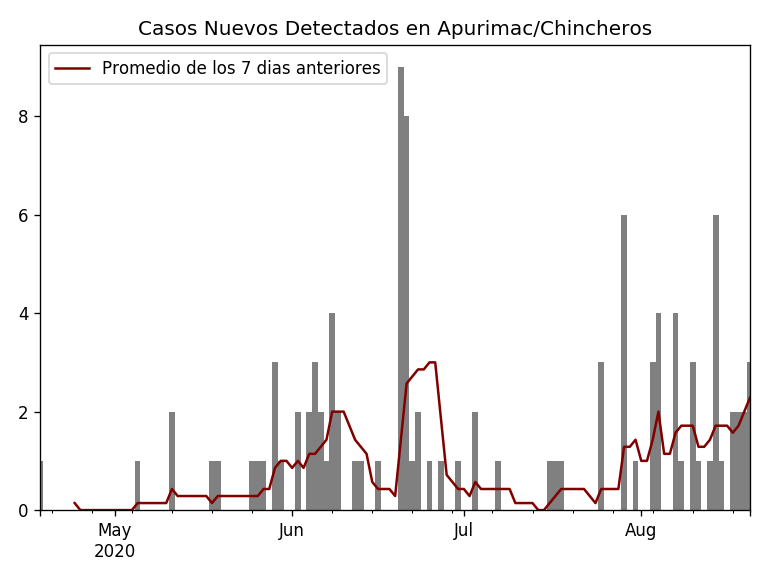 Casos Nuevos Detectados en Apurimac/Chincheros
Promedio de los 7 dias anteriores
8
6
4
2
0
May Jun Jul Aug
2020